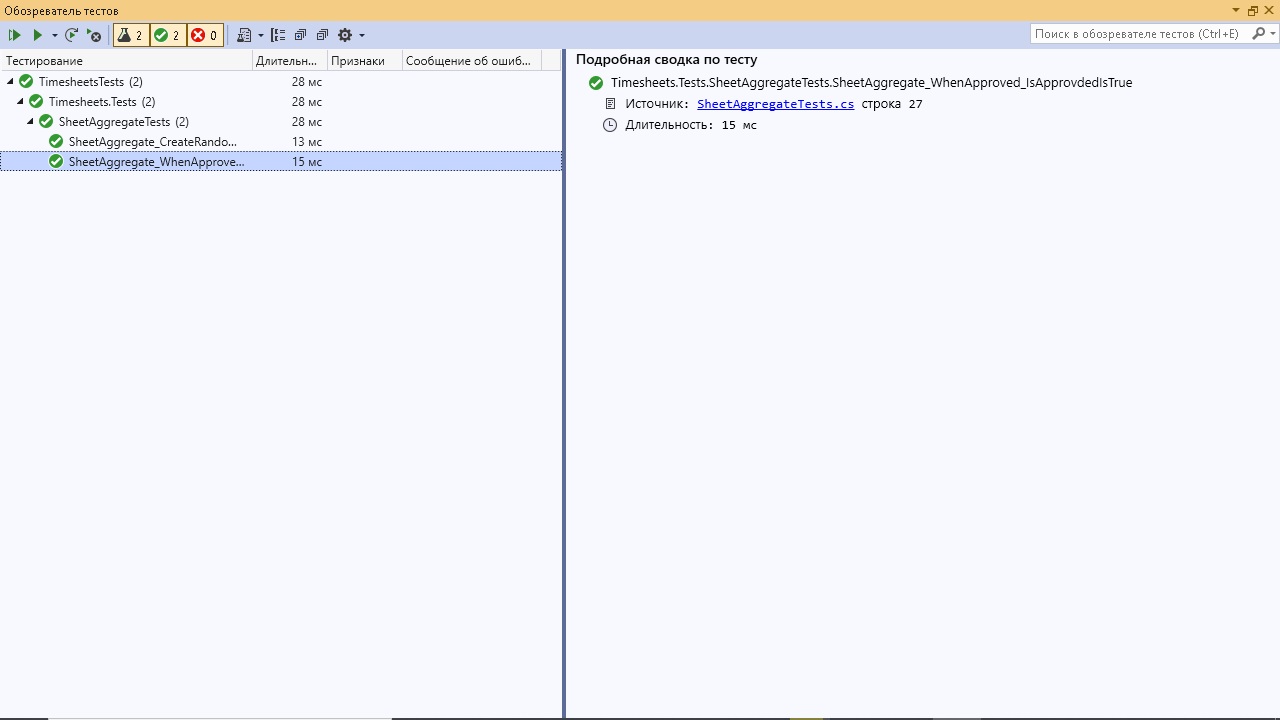 Обозреватель тестов
2 2 0
Поиск в обозревателе тестов (Ctrl+E)
Тестирование Длительн... Признаки Сообщение об ошиб...
TimesheetsTests (2) 28 мс
Timesheets.Tests (2) 28 мс
SheetAggregateTests (2) 28 мс
SheetAggregate_CreateRando... 13 мс
SheetAggregate_WhenApprove... 15 мс
Подробная сводка по тесту
Timesheets.Tests.SheetAggregateTests.SheetAggregate_WhenApproved_IsApprovdedIsTrue
Источник: SheetAggregateTests.cs строка 27
Длительность: 15 мс